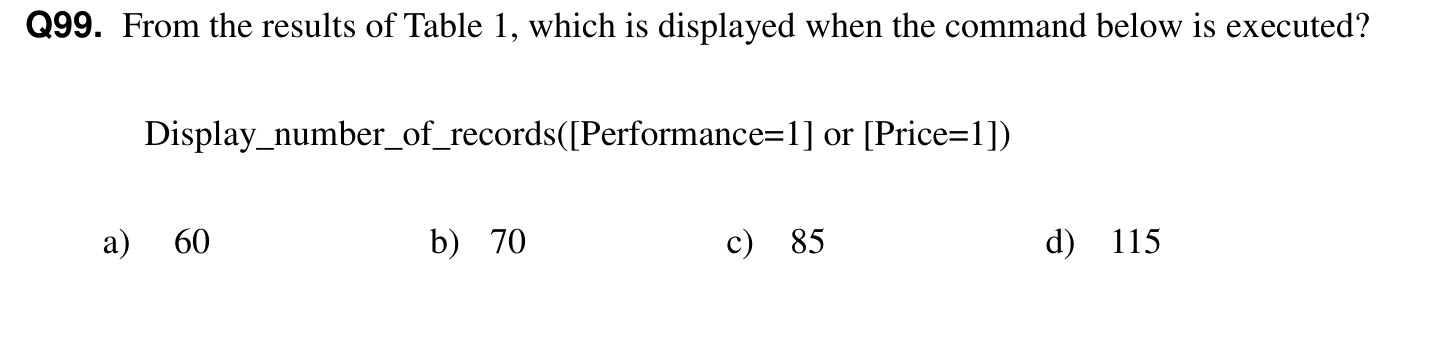 Q99. From the results of Table 1, which is displayed when the command below is executed?
Display_number_of_records([Performance=1] or [Price=1])
a) 60 b) 70 c) 85 d) 115